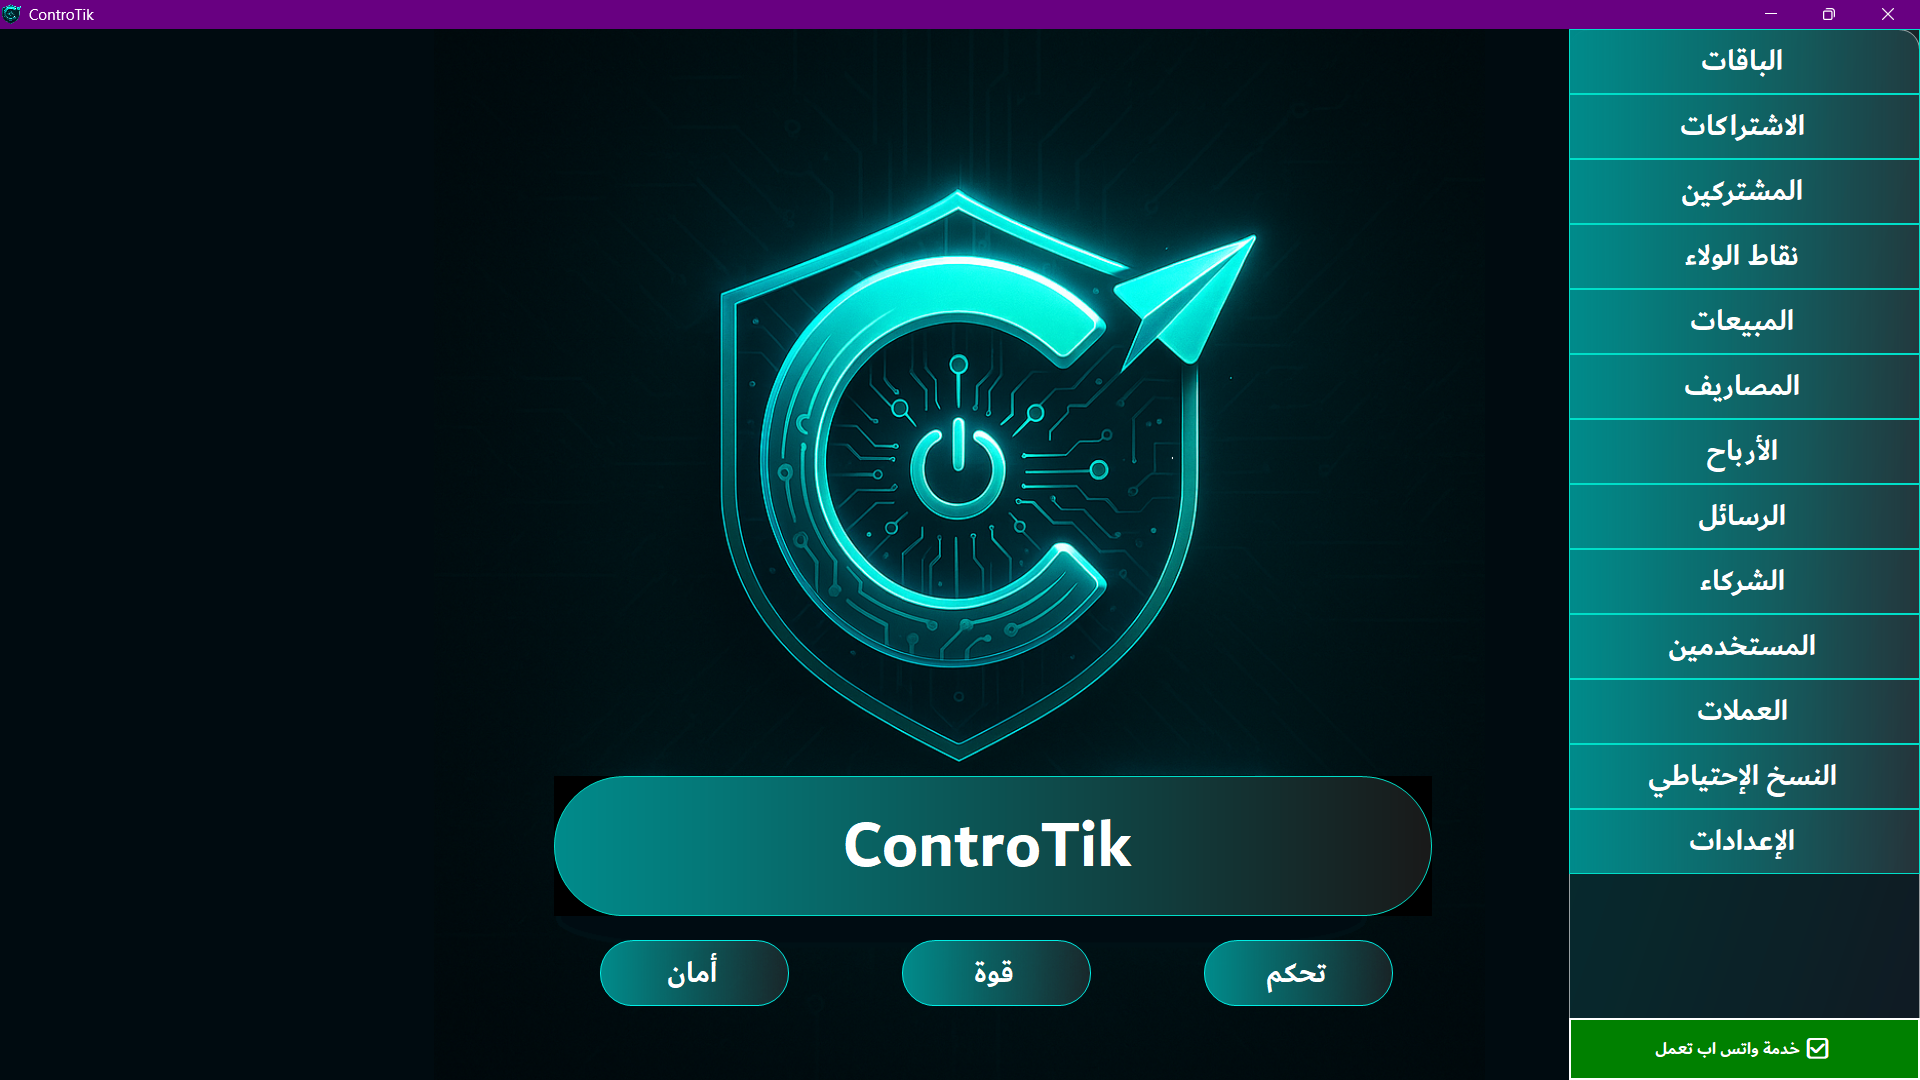 ControTik
الباقات
الاشتراكات
المشتركين
نقاط الولاء
المبيعات
المصاريف
الأرباح
الرسائل
الشركاء
المستخدمين
العملات
النسخ الإحتياطي
الإعدادات
ControTik
تحكم
قوة
أمان
خدمة واتس اب تعمل